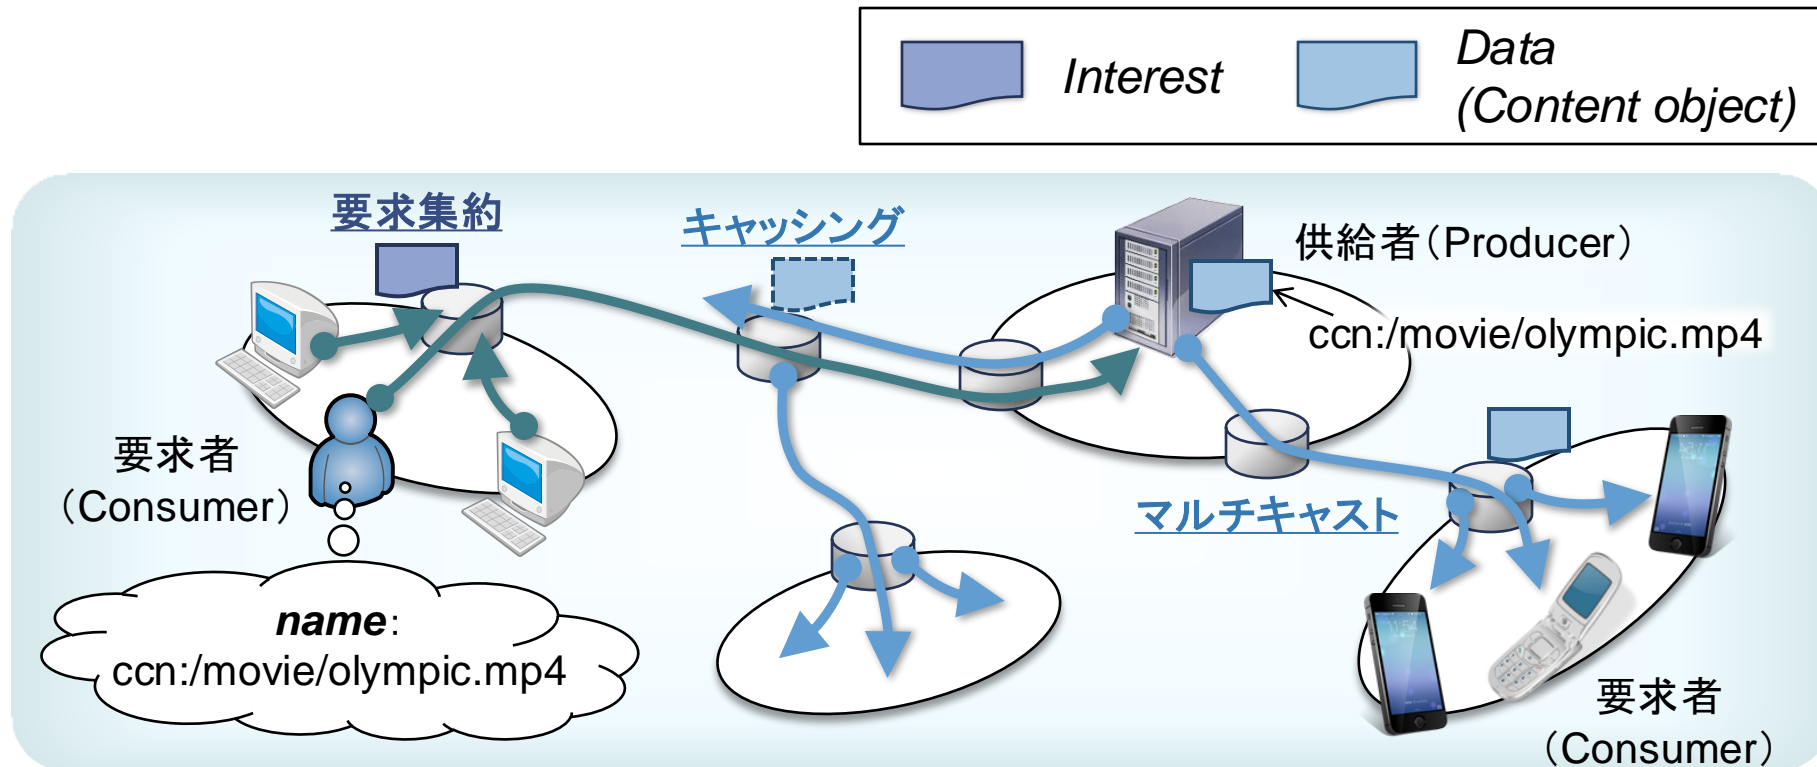 Interest
Data
(Content object)
要求集約
キャッシング
供給者（Producer）
ccn:/movie/olympic.mp4
要求者
（Consumer）
マルチキャスト
name:
ccn:/movie/olympic.mp4
要求者
（Consumer）